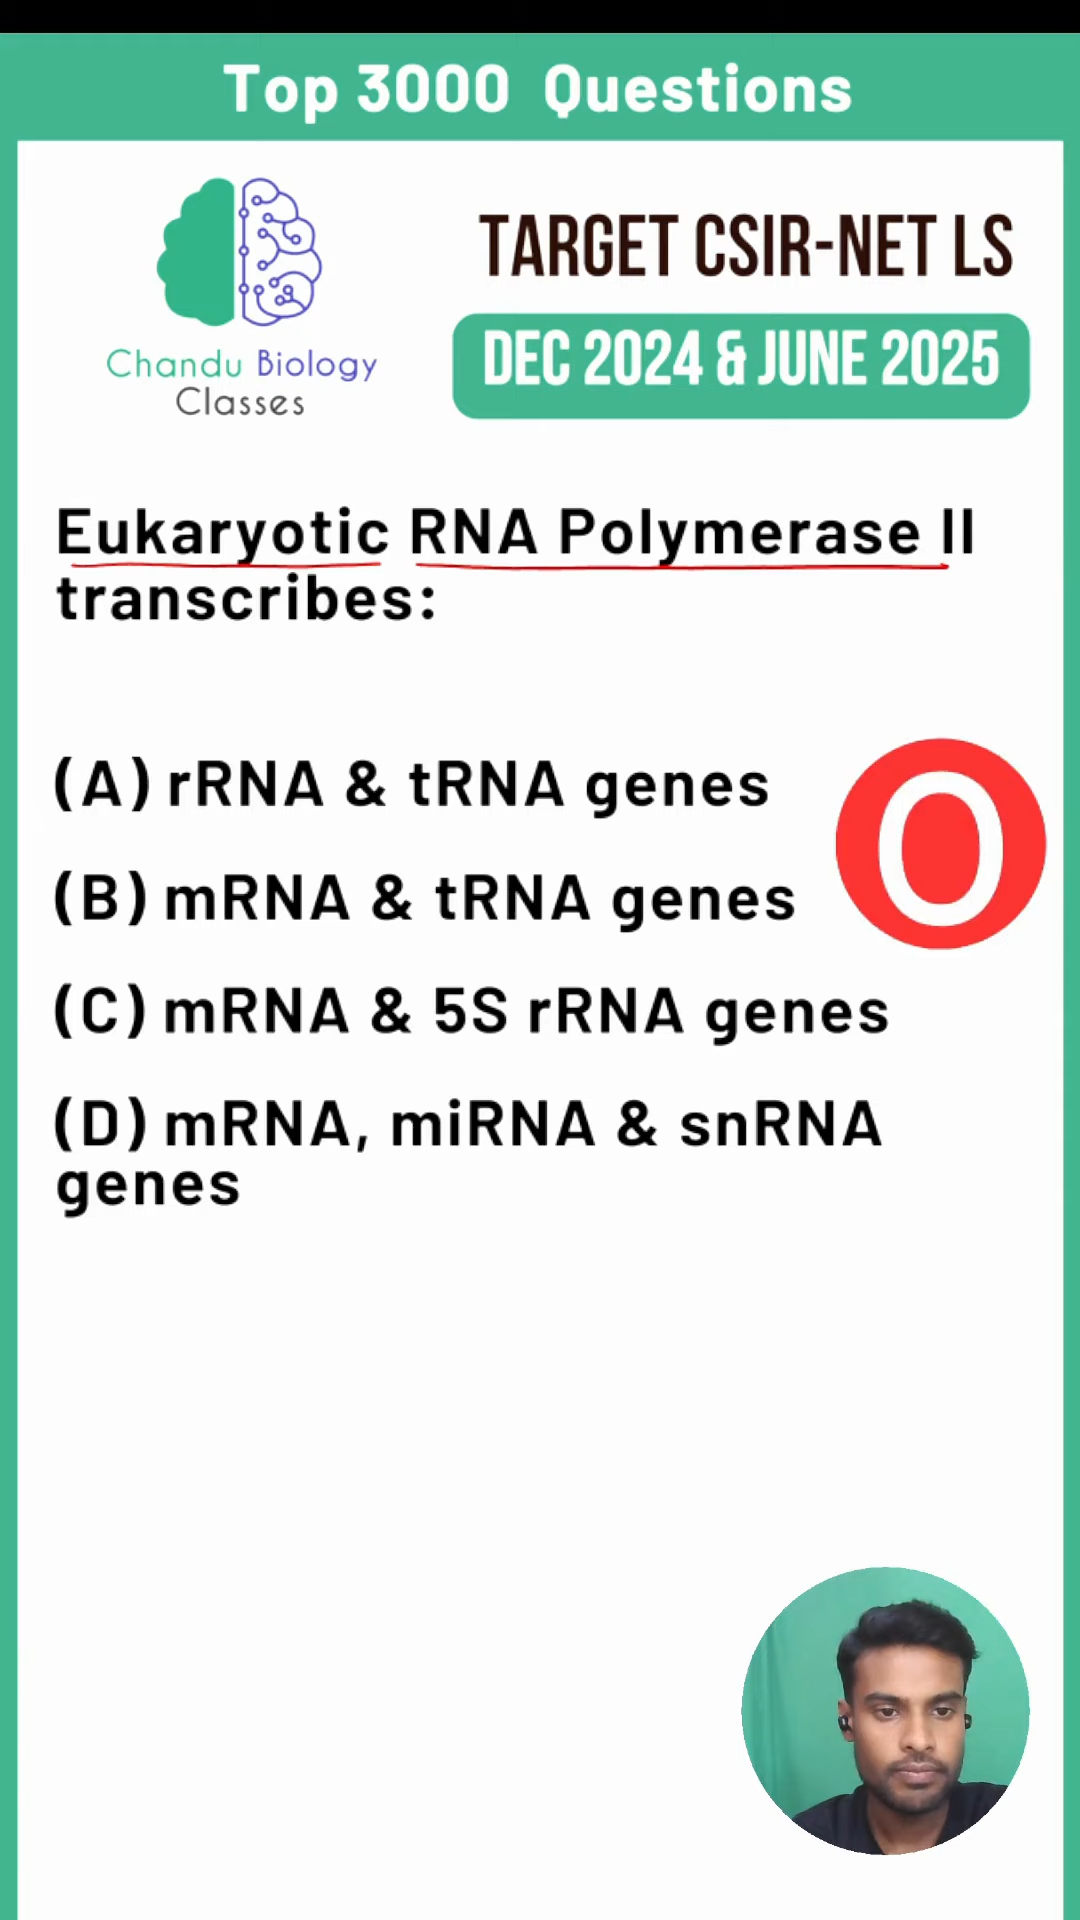 Top 3000 Questions
Chandu Biology
Classes
TARGET CSIR-NET LS
DEC 2024 & JUNE 2025
Eukaryotic RNA Polymerase II
transcribes:
(A) rRNA & tRNA genes
(B) mRNA & tRNA genes
(C) mRNA & 5S rRNA genes
(D) mRNA, miRNA & snRNA
genes
0